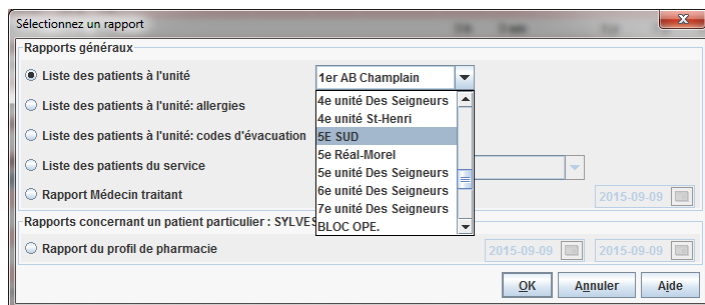 Sélectionnez un rapport
Rapports généraux
Liste des patients à l'unité
1er AB Champlain
4e unité Des Seigneurs
Liste des patients à l'unité: allergies
4e unité St-Henri
Liste des patients à l'unité: codes d'évacuation
5E SUD
5e Réal-Morel
Liste des patients du service
5e unité Des Seigneurs
6e unité Des Seigneurs
Rapport Médecin traitant
2015-09-09
7e unité Des Seigneurs
Rapports concernant un patient particulier : SYLVES
BLOC OPE.
Rapport du profil de pharmacie
2015-09-09
2015-09-09
OK
Annuler
Aide